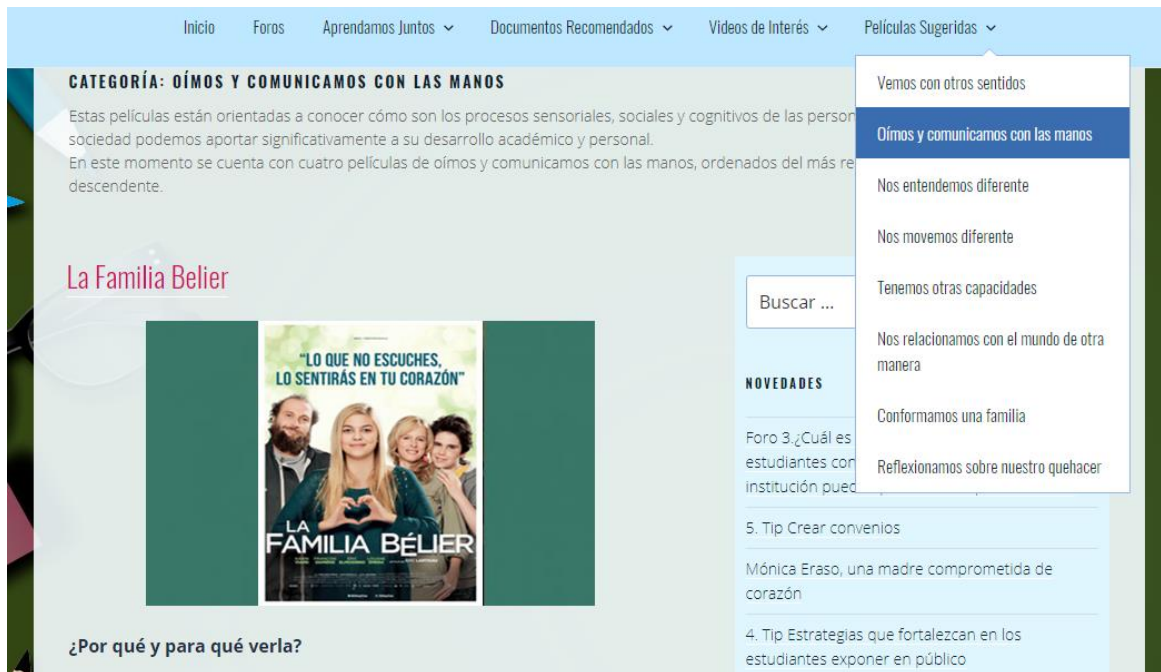 Inicio Foros Aprendamos Juntos Documentos Recomendados Videos de Interés Películas Sugeridas
CATEGORÍA: OÍMOS Y COMUNICAMOS CON LAS MANOS
Estas películas están orientadas a conocer cómo son los procesos sensoriales, sociales y cognitivos de las person
sociedad podemos aportar significativamente a su desarrollo académico y personal.
En este momento se cuenta con cuatro películas de oímos y comunicamos con las manos, ordenados del más re
descendente.
Vemos con otros sentidos
Oímos y comunicamos con las manos
Nos entendemos diferente
Nos movemos diferente
Tenemos otras capacidades
Nos relacionamos con el mundo de otra
manera
Conformamos una familia
Reflexionamos sobre nuestro quehacer
La Familia Belier
"LO QUE NO ESCUCHES,
LO SENTIRÁS EN TU CORAZÓN"
LA
FAMILIA BÉLIER
¿Por qué y para qué verla?
Buscar ...
NOVEDADES
Foro 3.¿Cuál es
estudiantes con
institución pued
5. Tip Crear convenios
Mónica Eraso, una madre comprometida de
corazón
4. Tip Estrategias que fortalezcan en los
estudiantes exponer en público